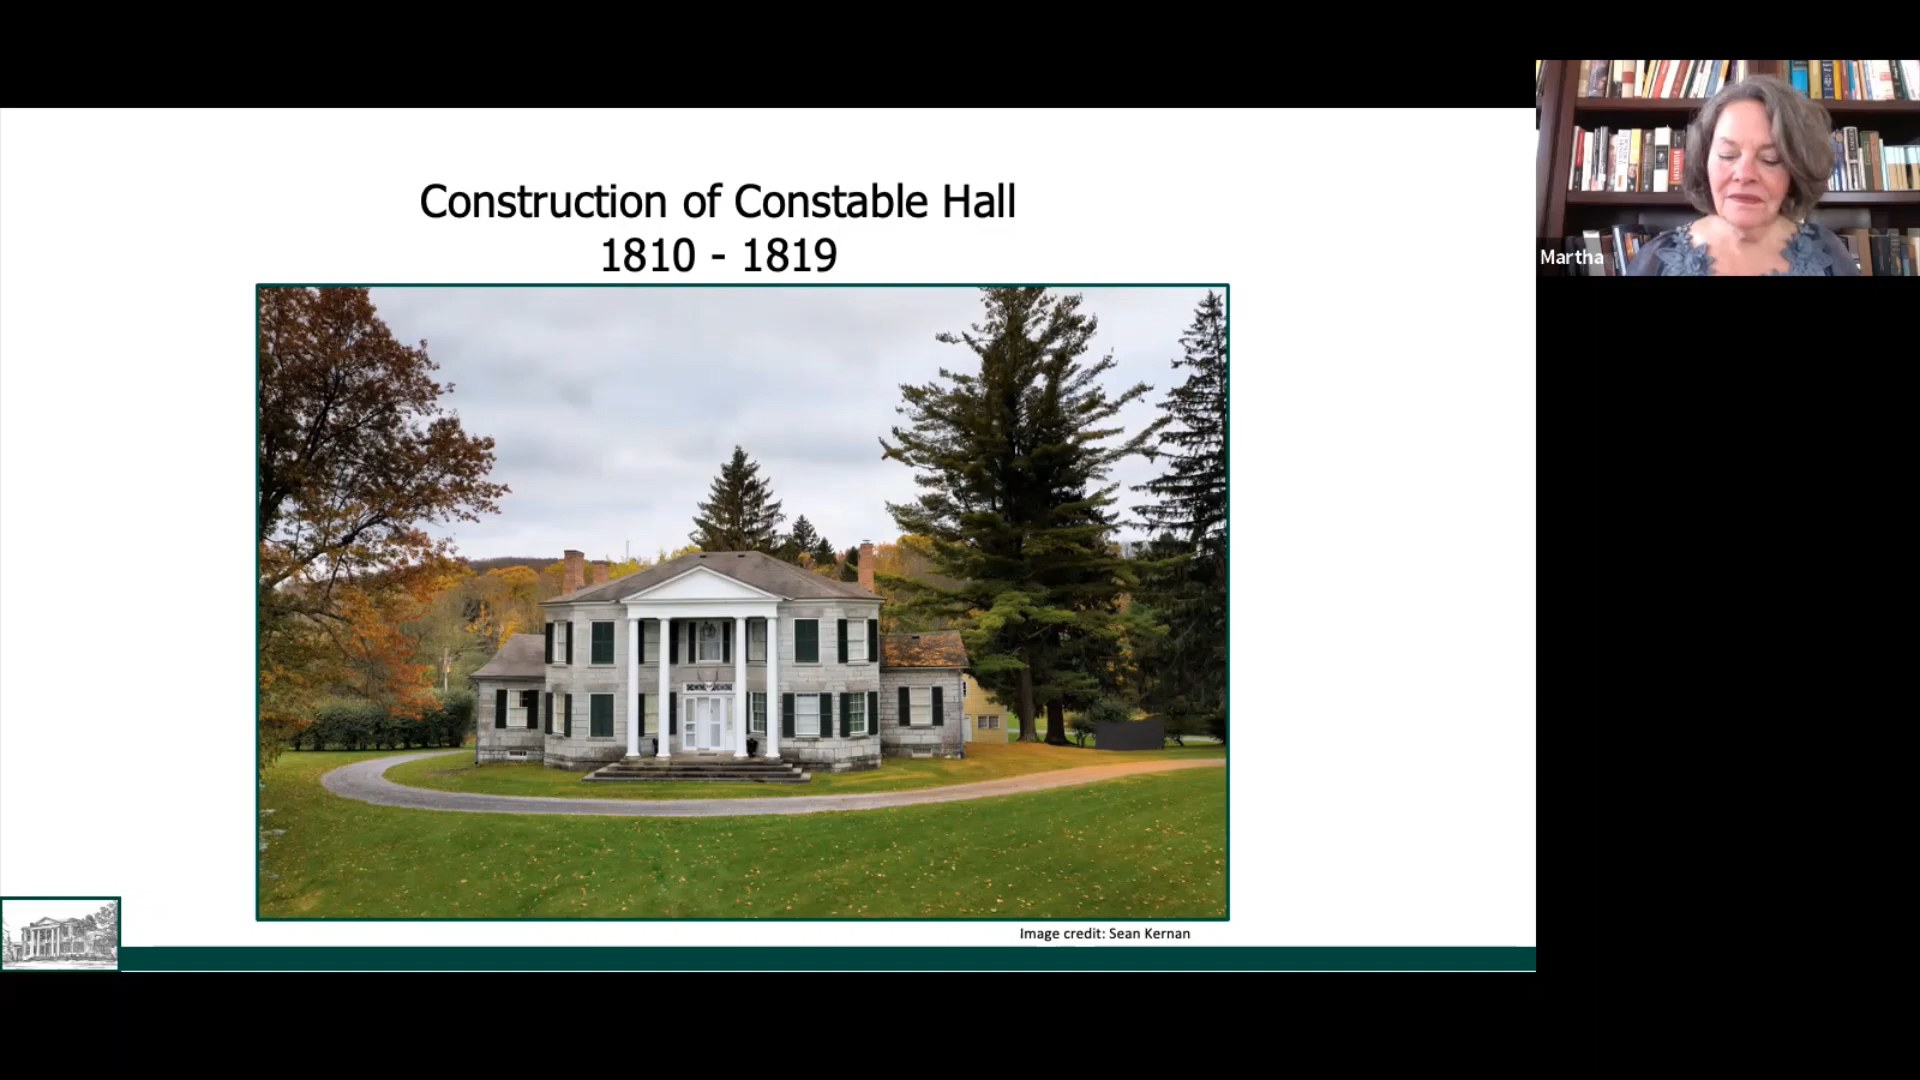 Construction of Constable Hall
1810 - 1819
Martha
Image credit: Sean Kernan